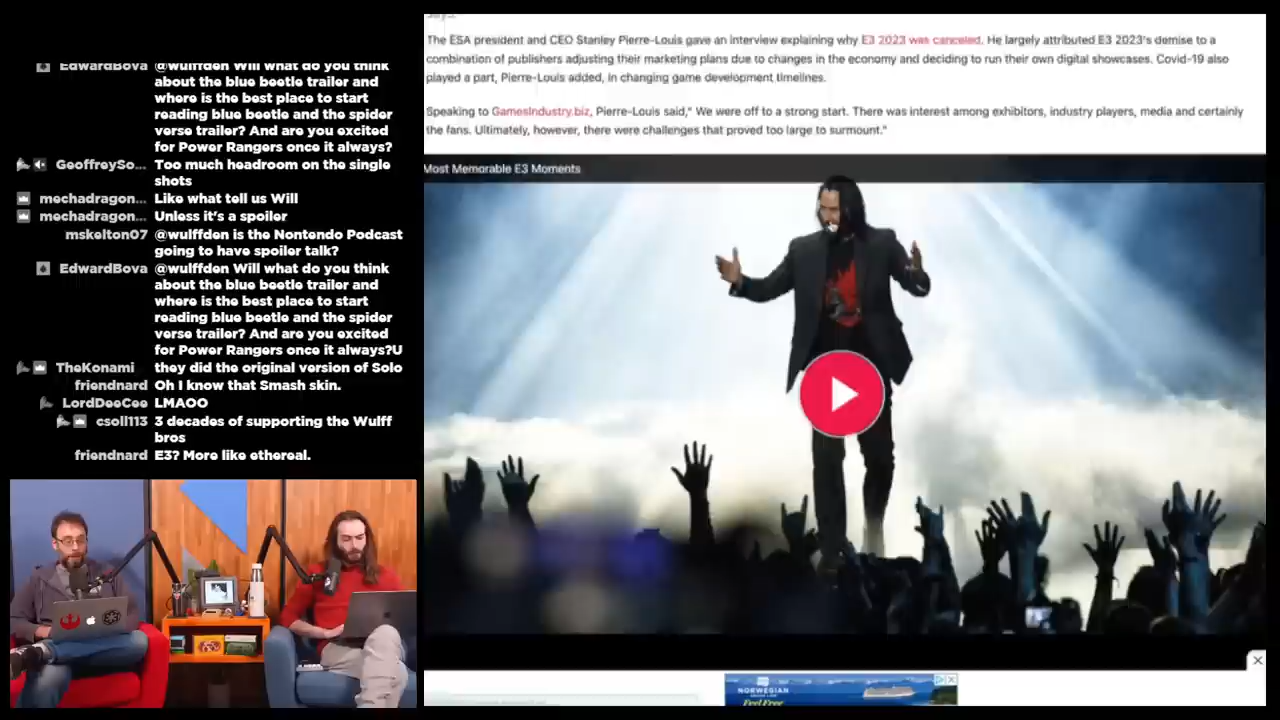 EdwardBova @wulffden Will what do you think
about the blue beetle trailer and
where is the best place to start
reading blue beetle and the spider
verse trailer? And are you excited
for Power Rangers once it always?
GeoffreySo... Too much headroom on the single
shots
mechadragon... Like what tell us Will
mechadragon... Unless it's a spoiler
mskelton07 @wulffden is the Nontendo Podcast
going to have spoiler talk?
EdwardBova @wulffden Will what do you think
about the blue beetle trailer and
where is the best place to start
reading blue beetle and the spider
verse trailer? And are you excited
for Power Rangers once it always?U
TheKonami they did the original version of Solo
friendnard Oh I know that Smash skin.
LordDeeCee LMAOO
csoll113 3 decades of supporting the Wulff
bros
friendnard E3? More like ethereal.
The ESA president and CEO Stanley Pierre-Louis gave an interview explaining why E3 2023 was canceled. He largely attributed E3 2023's demise to a
combination of publishers adjusting their marketing plans due to changes in the economy and deciding to run their own digital showcases. Covid-19 also
played a part, Pierre-Louis added, in changing game development timelines.
Speaking to GamesIndustry.biz, Pierre-Louis said," We were off to a strong start. There was interest among exhibitors, industry players, media and certainly
the fans. Ultimately, however, there were challenges that proved too large to surmount."
Most Memorable E3 Moments
NORWEGIAN
Feel Free